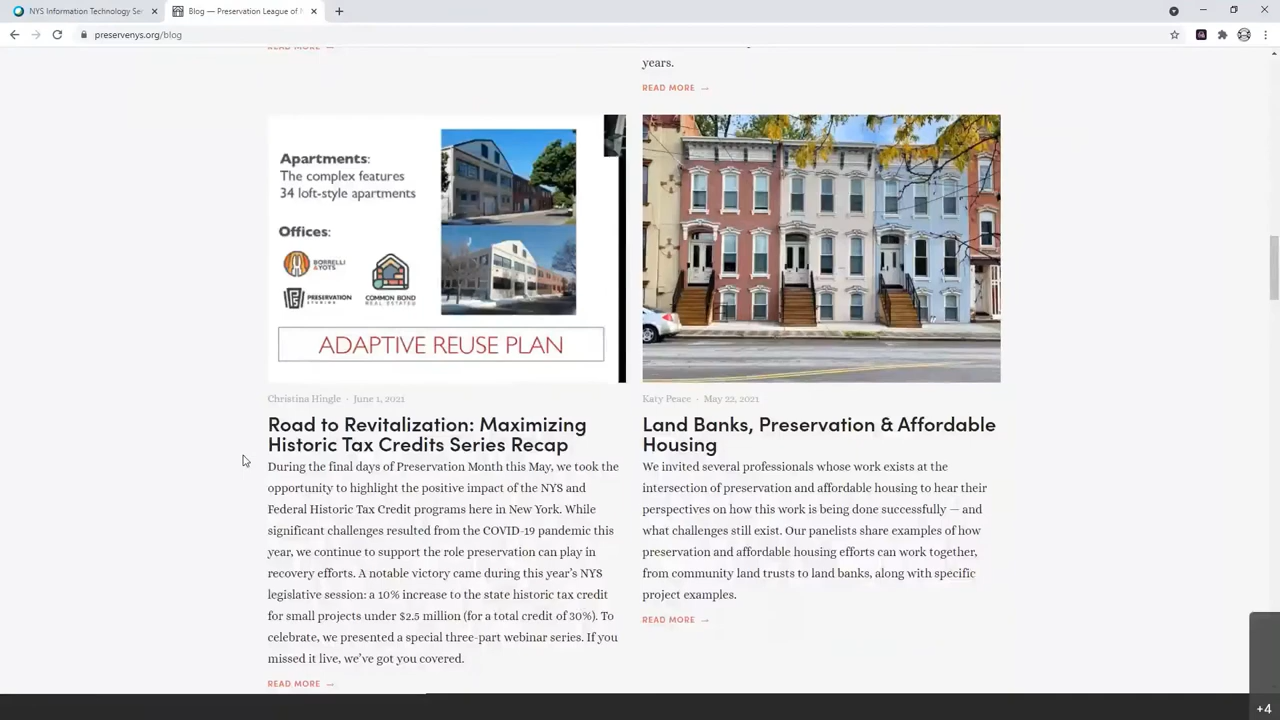 NYS Information Technology Ser
Blog — Preservation League of N
preservenys.org/blog
READ MORE →
years.
READ MORE →
Apartments:
The complex features
34 loft-style apartments
Offices:
BORRELLI
& YOTS
PRESERVATION
STUDIOS
COMMON BOND
REAL ESTATE
ADAPTIVE REUSE PLAN
Christina Hingle · June 1, 2021
Road to Revitalization: Maximizing
Historic Tax Credits Series Recap
During the final days of Preservation Month this May, we took the
opportunity to highlight the positive impact of the NYS and
Federal Historic Tax Credit programs here in New York. While
significant challenges resulted from the COVID-19 pandemic this
year, we continue to support the role preservation can play in
recovery efforts. A notable victory came during this year's NYS
legislative session: a 10% increase to the state historic tax credit
for small projects under $2.5 million (for a total credit of 30%). To
celebrate, we presented a special three-part webinar series. If you
missed it live, we've got you covered.
READ MORE →
Katy Peace · May 22, 2021
Land Banks, Preservation & Affordable
Housing
We invited several professionals whose work exists at the
intersection of preservation and affordable housing to hear their
perspectives on how this work is being done successfully — and
what challenges still exist. Our panelists share examples of how
preservation and affordable housing efforts can work together,
from community land trusts to land banks, along with specific
project examples.
READ MORE →
+4